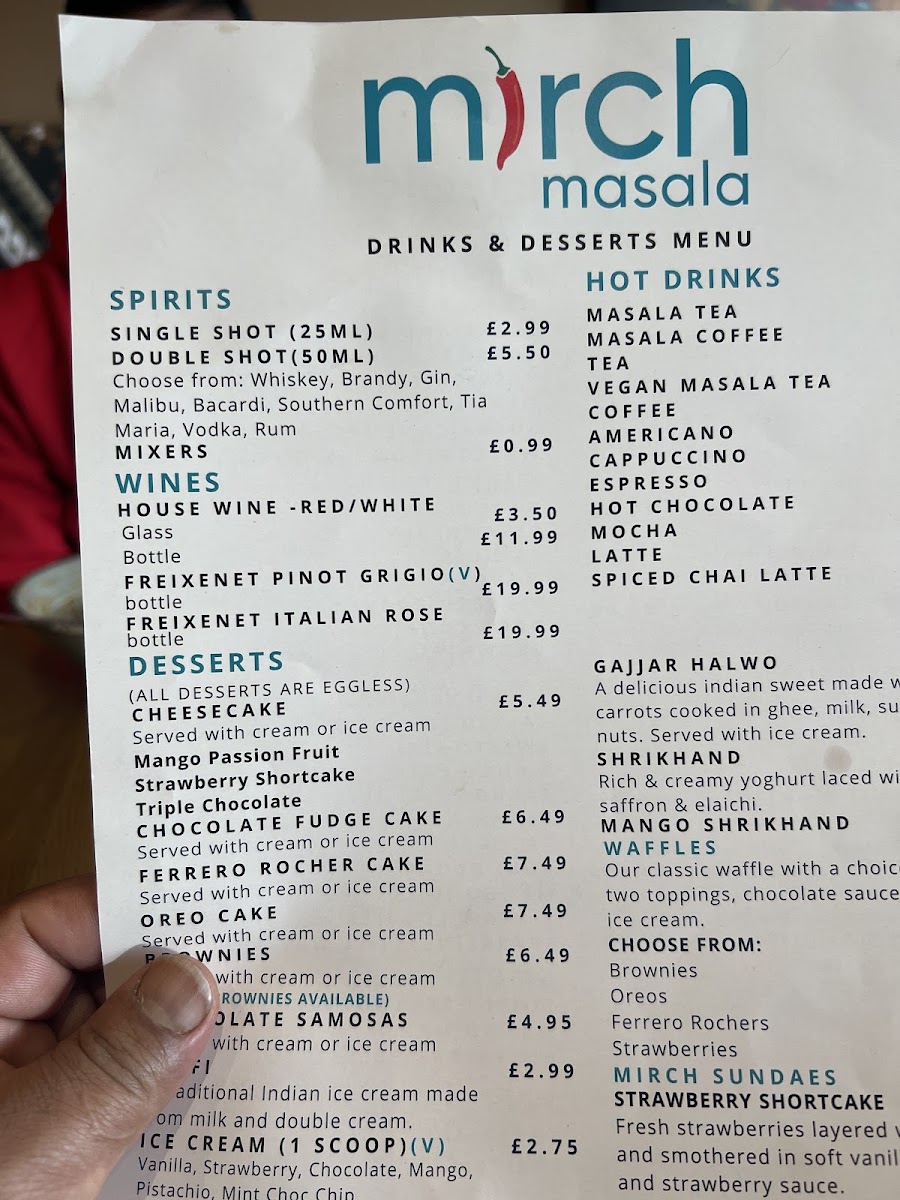 mirch
masala
DRINKS & DESSERTS MENU
SPIRITS
SINGLE SHOT (25ML) £2.99
DOUBLE SHOT(50ML) £5.50
Choose from: Whiskey, Brandy, Gin,
Malibu, Bacardi, Southern Comfort, Tia
Maria, Vodka, Rum
MIXERS £0.99
WINES
HOUSE WINE -RED/WHITE
Glass £3.50
Bottle £11.99
FREIXENET PINOT GRIGIO(V)
bottle £19.99
FREIXENET ITALIAN ROSE
bottle £19.99
DESSERTS
(ALL DESSERTS ARE EGGLESS)
CHEESECAKE £5.49
Served with cream or ice cream
Mango Passion Fruit
Strawberry Shortcake
Triple Chocolate
CHOCOLATE FUDGE CAKE £6.49
Served with cream or ice cream
FERRERO ROCHER CAKE £7.49
Served with cream or ice cream
OREO CAKE £7.49
Served with cream or ice cream
BROWNIES £6.49
with cream or ice cream
ROWNIES AVAILABLE)
OLATE SAMOSAS £4.95
with cream or ice cream
FI £2.99
aditional Indian ice cream made
om milk and double cream.
ICE CREAM (1 SCOOP)(V) £2.75
Vanilla, Strawberry, Chocolate, Mango,
Pistachio, Mint Choc Chip
HOT DRINKS
MASALA TEA
MASALA COFFEE
TEA
VEGAN MASALA TEA
COFFEE
AMERICANO
CAPPUCCINO
ESPRESSO
HOT CHOCOLATE
MOCHA
LATTE
SPICED CHAI LATTE
GAJJAR HALWO
A delicious indian sweet made w
carrots cooked in ghee, milk, su
nuts. Served with ice cream.
SHRIKHAND
Rich & creamy yoghurt laced wi
saffron & elaichi.
MANGO SHRIKHAND
WAFFLES
Our classic waffle with a choic
two toppings, chocolate sauce
ice cream.
CHOOSE FROM:
Brownies
Oreos
Ferrero Rochers
Strawberries
MIRCH SUNDAES
STRAWBERRY SHORTCAKE
Fresh strawberries layered
and smothered in soft vanil
and strawberry sauce.